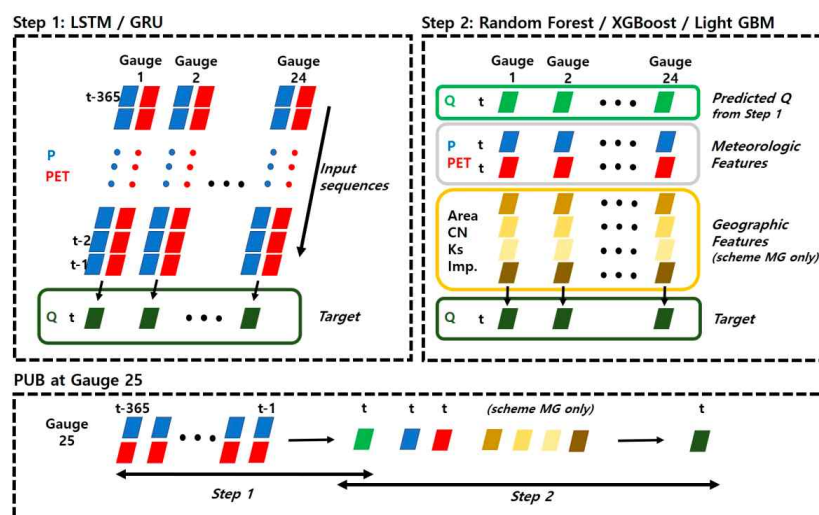 Step 1: LSTM / GRU
Gauge 1
Gauge 2
Gauge 24
t-365
P
PET
Input sequences
t-2
t-1
Q t
Target
Step 2: Random Forest / XGBoost / Light GBM
Gauge 1
Gauge 2
Gauge 24
Q t
Predicted Q
from Step 1
P t
PET t
Meteorologic
Features
Area
CN
Ks
Imp.
Geographic
Features
(scheme MG only)
Q t
Target
PUB at Gauge 25
Gauge
25
t-365 t-1
t t t (scheme MG only) t
Step 1
Step 2